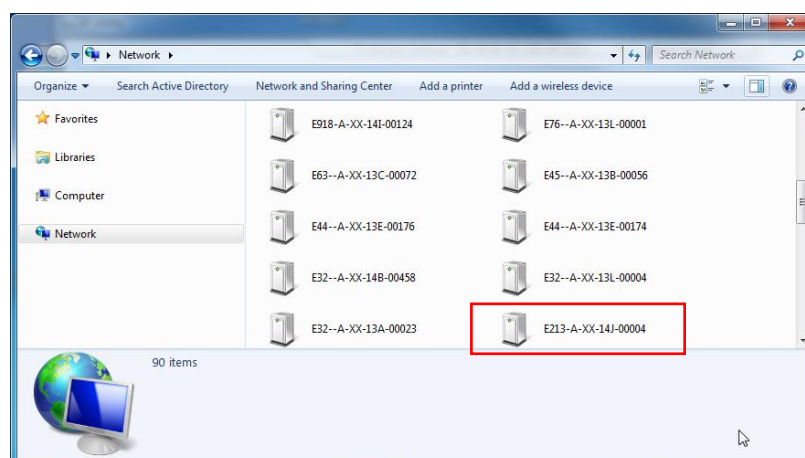 Network
Search Network
Organize
Search Active Directory
Network and Sharing Center
Add a printer
Add a wireless device
Favorites
Libraries
Computer
Network
E918-A-XX-14I-00124
E76--A-XX-13L-00001
E63--A-XX-13C-00072
E45--A-XX-13B-00056
E44--A-XX-13E-00176
E44--A-XX-13E-00174
E32--A-XX-14B-00458
E32--A-XX-13L-00004
E32--A-XX-13A-00023
E213-A-XX-14J-00004
90 items